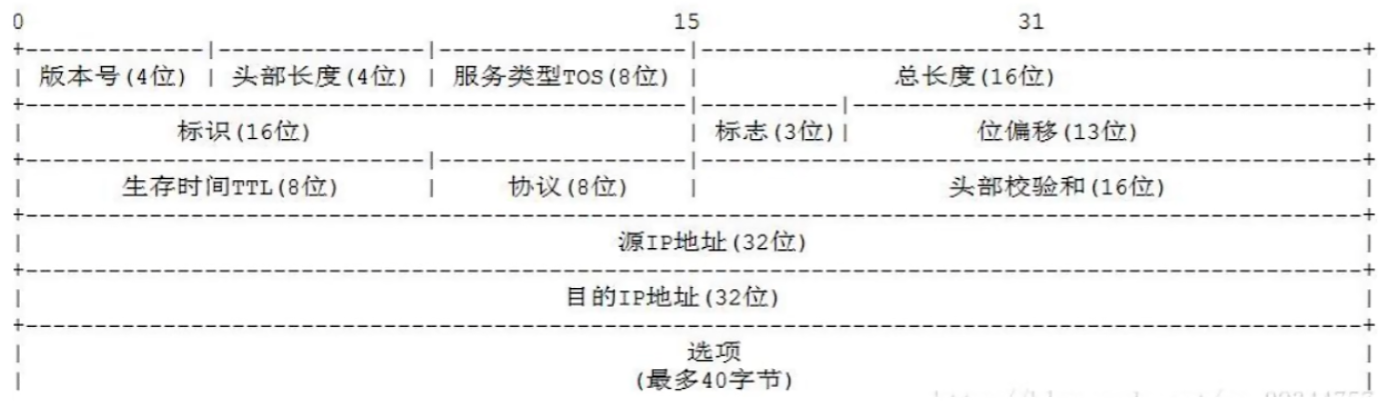 0 15 31
版本号(4位) 头部长度(4位) 服务类型TOS(8位) 总长度(16位)
标识(16位) 标志(3位) 位偏移(13位)
生存时间TTL(8位) 协议(8位) 头部校验和(16位)
源IP地址(32位)
目的IP地址(32位)
选项
(最多40字节)